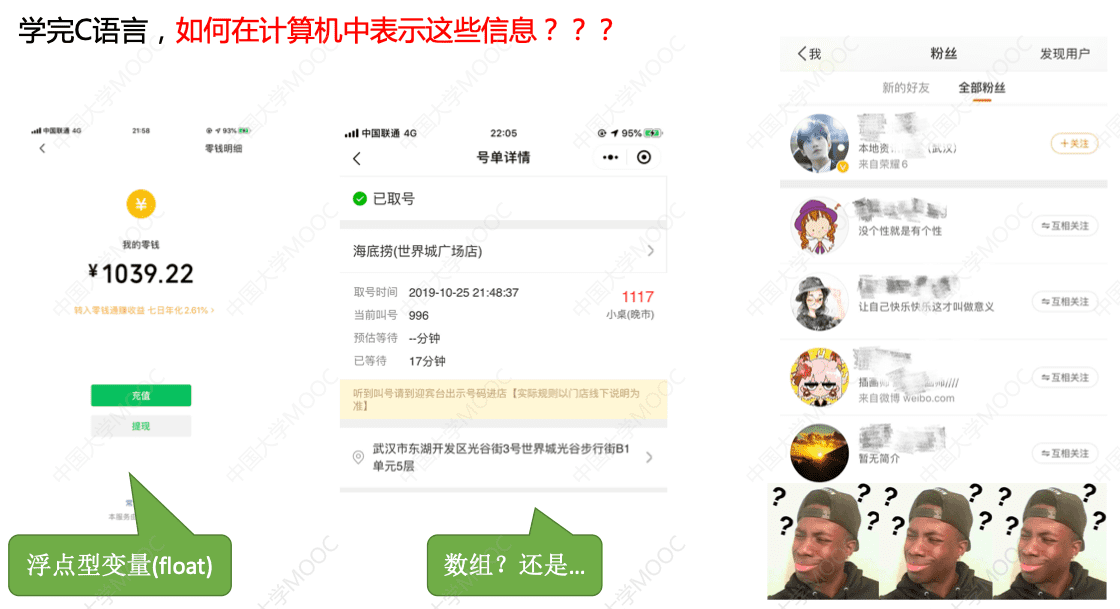 学完C语言，如何在计算机中表示这些信息？？？
中国联通 4G 21:58 93%
零钱明细
¥
我的零钱
¥1039.22
转入零钱通赚收益 七日年化2.61% >
充值
提现
浮点型变量(float)
中国联通 4G 22:05 95%
号单详情
已取号
海底捞(世界城广场店)
取号时间 2019-10-25 21:48:37 1117
当前叫号 996 小桌(晚市)
预估等待 --分钟
已等待 17分钟
听到叫号请到迎宾台出示号码进店【实际规则以门店线下说明为
准】
武汉市东湖开发区光谷街3号世界城光谷步行街B1
单元5层
数组？还是...
我 粉丝 发现用户
新的好友 全部粉丝
本地资 (武汉)
来自荣耀6
+关注
没个性就是有个性
互相关注
让自己快乐快乐这才叫做意义
互相关注
插画师 ////
来自微博 weibo.com
互相关注
暂无简介
互相关注
? ? ? ? ? ? ? ? ?
中国大学MOOC